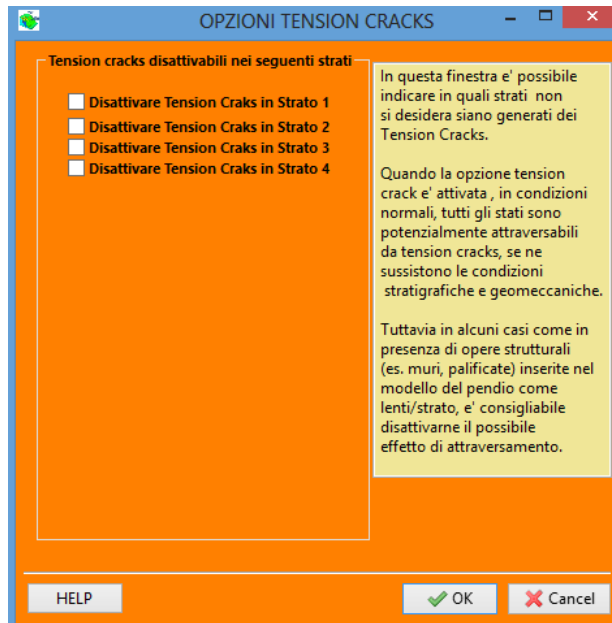 OPZIONI TENSION CRACKS
Tension cracks disattivabili nei seguenti strati
Disattivare Tension Craks in Strato 1
Disattivare Tension Craks in Strato 2
Disattivare Tension Craks in Strato 3
Disattivare Tension Craks in Strato 4
In questa finestra e' possibile
indicare in quali strati non
si desidera siano generati dei
Tension Cracks.
Quando la opzione tension
crack e' attivata , in condizioni
normali, tutti gli stati sono
potenzialmente attraversabili
da tension cracks, se ne
sussistono le condizioni
stratigrafiche e geomeccaniche.
Tuttavia in alcuni casi come in
presenza di opere strutturali
(es. muri, palificate) inserite nel
modello del pendio come
lenti/strato, e' consigliabile
disattivarne il possibile
effetto di attraversamento.
HELP
OK
Cancel